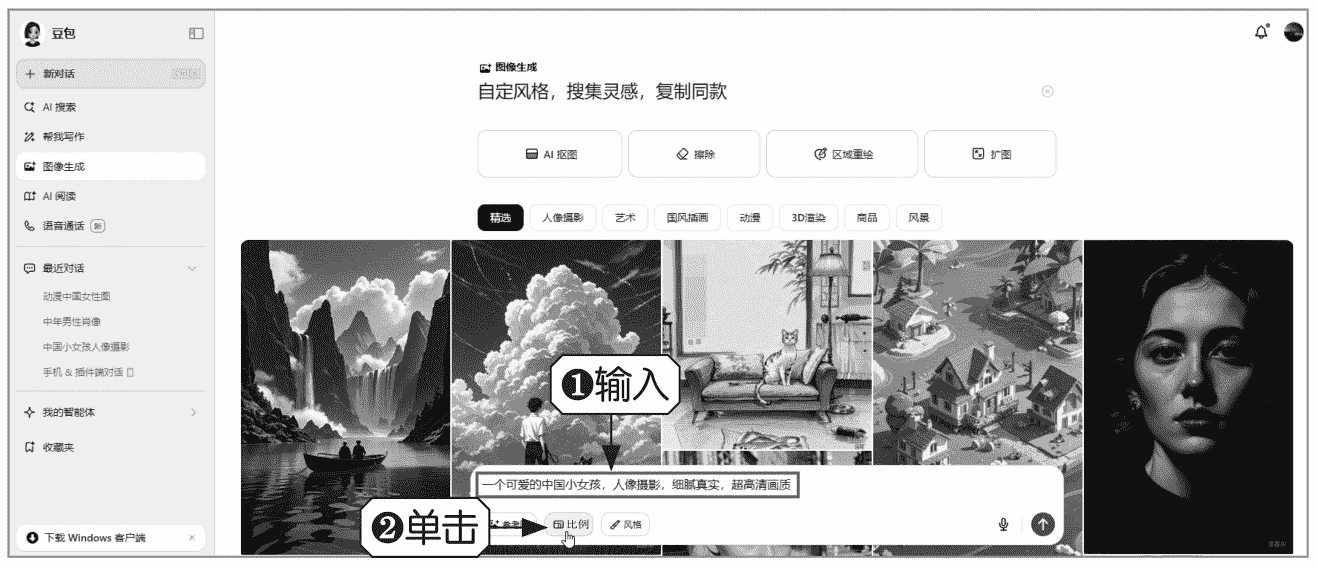 豆包
新对话
AI 搜索
帮我写作
图像生成
AI 阅读
语音通话 新
最近对话
动漫中国女性图
中年男性肖像
中国小女孩人像摄影
手机 & 插件端对话
我的智能体
收藏夹
下载 Windows 客户端
图像生成
自定风格，搜集灵感，复制同款
AI 抠图
擦除
区域重绘
扩图
精选
人像摄影
艺术
国风插画
动漫
3D渲染
商品
风景
❶输入
一个可爱的中国小女孩，人像摄影，细腻真实，超高清画质
❷单击
参考
比例
风格